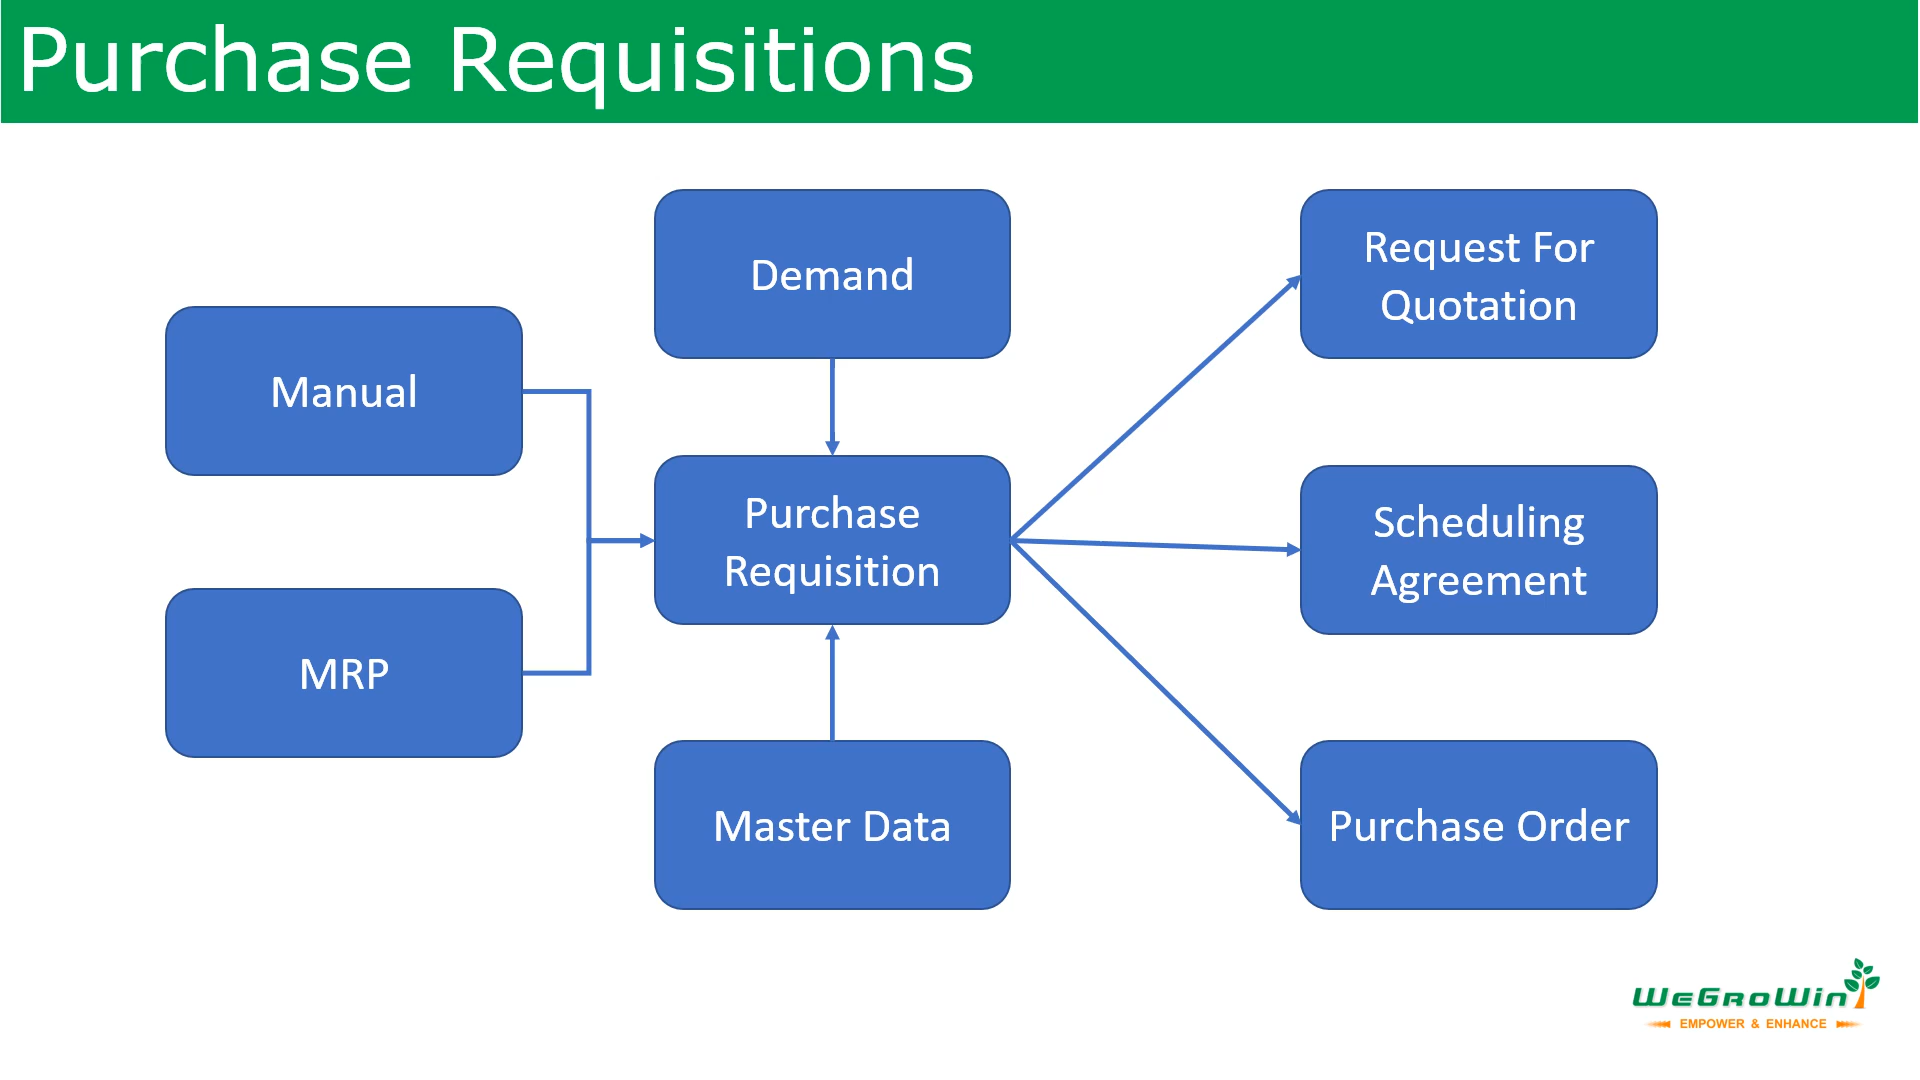 Purchase Requisitions
Demand
Request For
Quotation
Manual
Purchase
Requisition
Scheduling
Agreement
MRP
Master Data
Purchase Order
WeGroWin
EMPOWER & ENHANCE